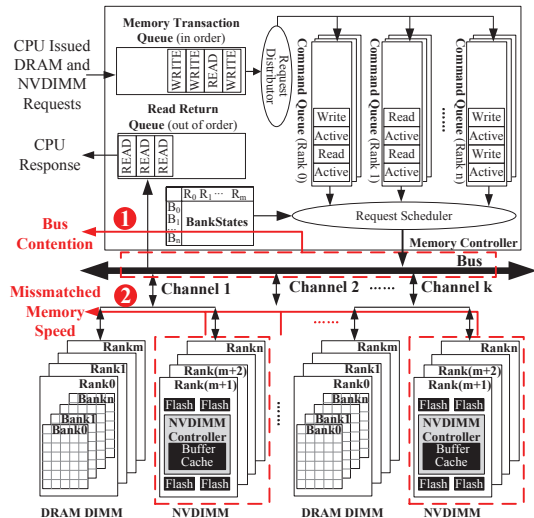 Memory Transaction
Queue (in order)
CPU Issued
DRAM and
NVDIMM
Requests
WRITE
WRITE
READ
WRITE
Request
Distributor
Read Return
Queue (out of order)
CPU
Response
READ
READ
READ
Command Queue (Rank 0)
Write
Active
Read
Active
Command Queue (Rank 1)
Read
Active
Read
Active
......
Command Queue (Rank n)
Write
Active
Write
Active
R0 R1 ... Rm
B0
B1
...
Bn
BankStates
Request Scheduler
1
Bus
Contention
Memory Controller
Bus
Channel 1
Channel 2
......
Channel k
2
Missmatched
Memory
Speed
......
Rankm
Rank1
Rank0
Bankn
Bank1
Bank0
DRAM DIMM
Rankn
Rank(m+2)
Rank(m+1)
Flash Flash
NVDIMM
Controller
Buffer
Cache
Flash Flash
NVDIMM
......
Rankm
Rank1
Rank0
Bankn
Bank1
Bank0
DRAM DIMM
Rankn
Rank(m+2)
Rank(m+1)
Flash Flash
NVDIMM
Controller
Buffer
Cache
Flash Flash
NVDIMM